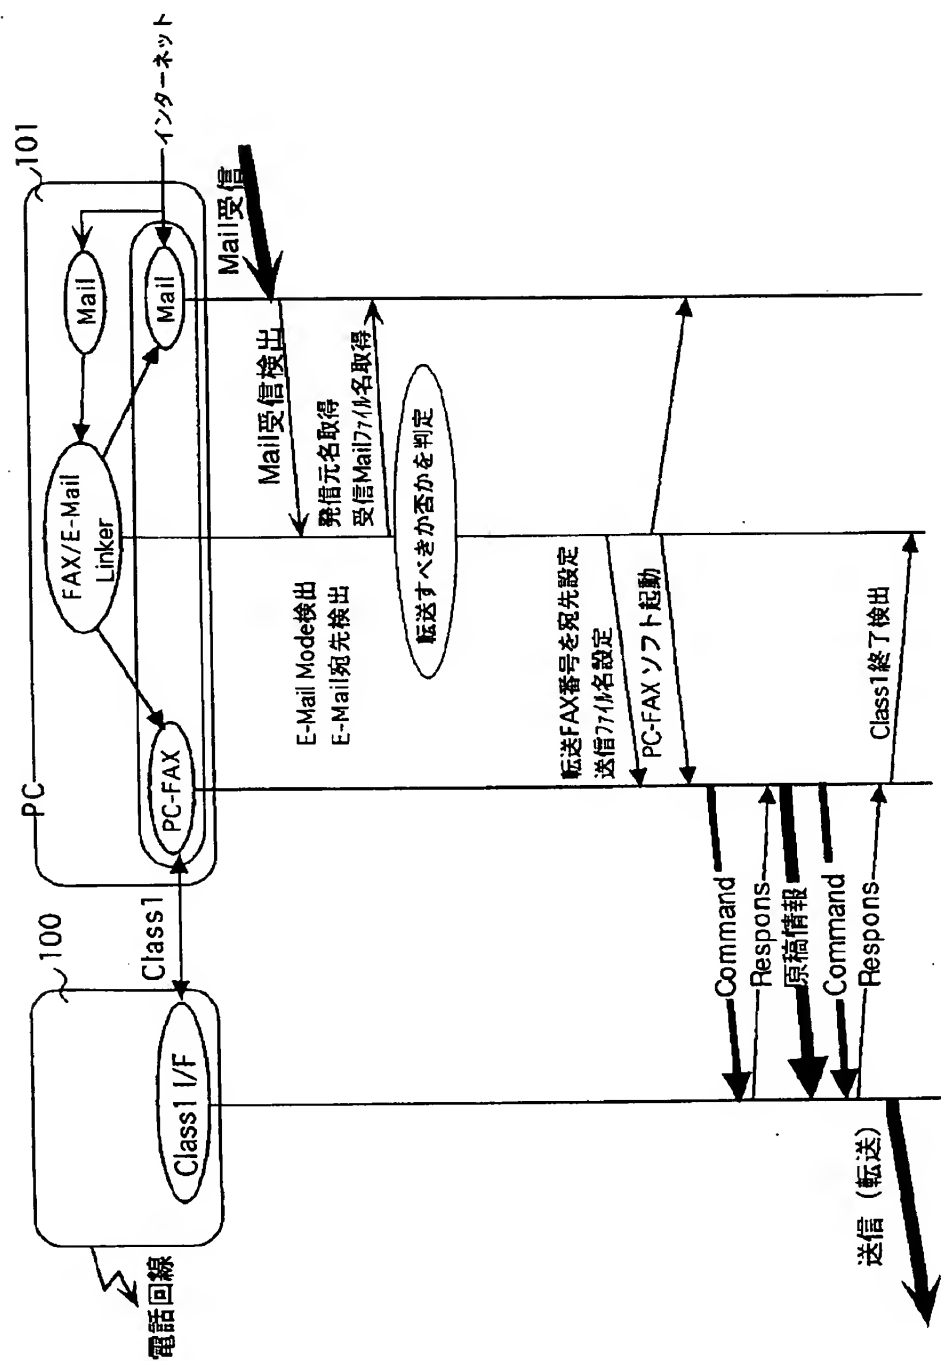 100
101
PC
電話回線
Class1 I/F
Class1
PC-FAX
FAX/E-Mail
Linker
Mail
Mail
インターネット
Mail受信
Mail受信検出
E-Mail Mode検出
E-Mail宛先検出
発信元名取得
受信Mailファイル名取得
転送すべきか否かを判定
転送FAX番号を宛先設定
送信ファイル名設定
PC-FAXソフト起動
Command
Respons
原稿情報
Command
Respons
Class1終了検出
送信（転送）